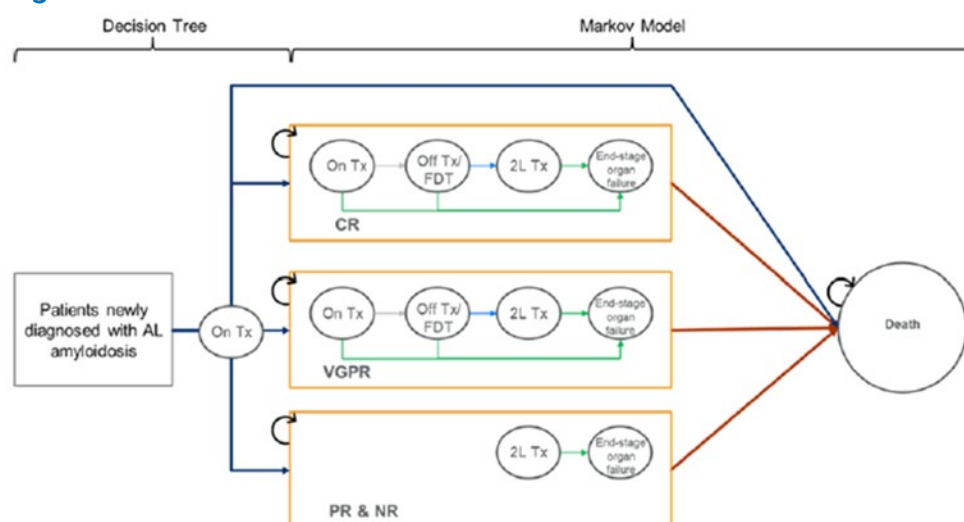 Decision Tree
Markov Model
On Tx
Off Tx/
FDT
2L Tx
End-stage
organ
failure
CR
Patients newly
diagnosed with AL
amyloidosis
On Tx
On Tx
Off Tx/
FDT
2L Tx
End-stage
organ
failure
VGPR
Death
2L Tx
End-stage
organ
failure
PR & NR